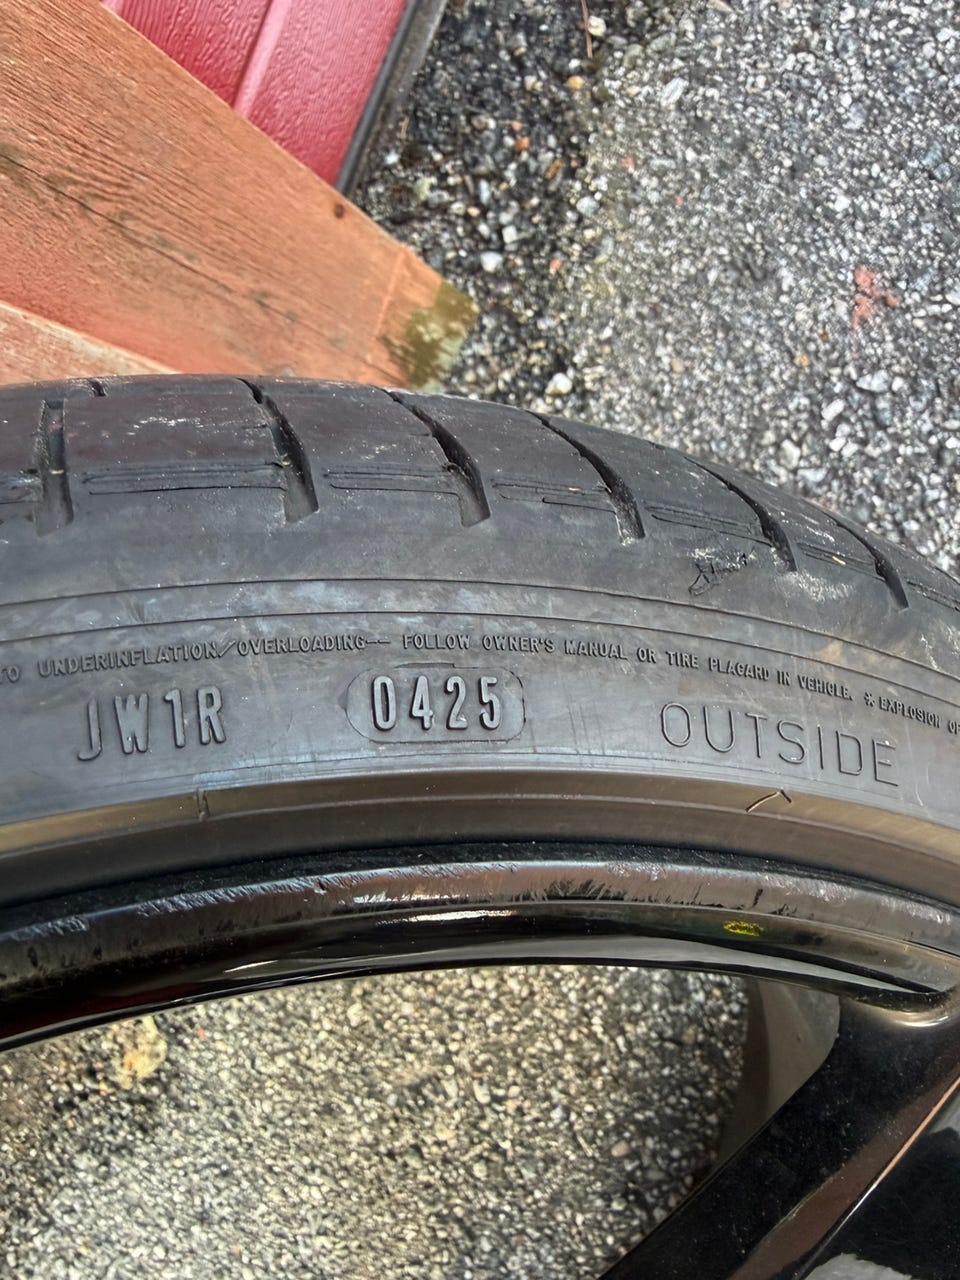 TO UNDERINFLATION/OVERLOADING-- FOLLOW OWNER'S MANUAL OR TIRE PLACARD IN VEHICLE. *EXPLOSION OF
JW1R 0425 OUTSIDE